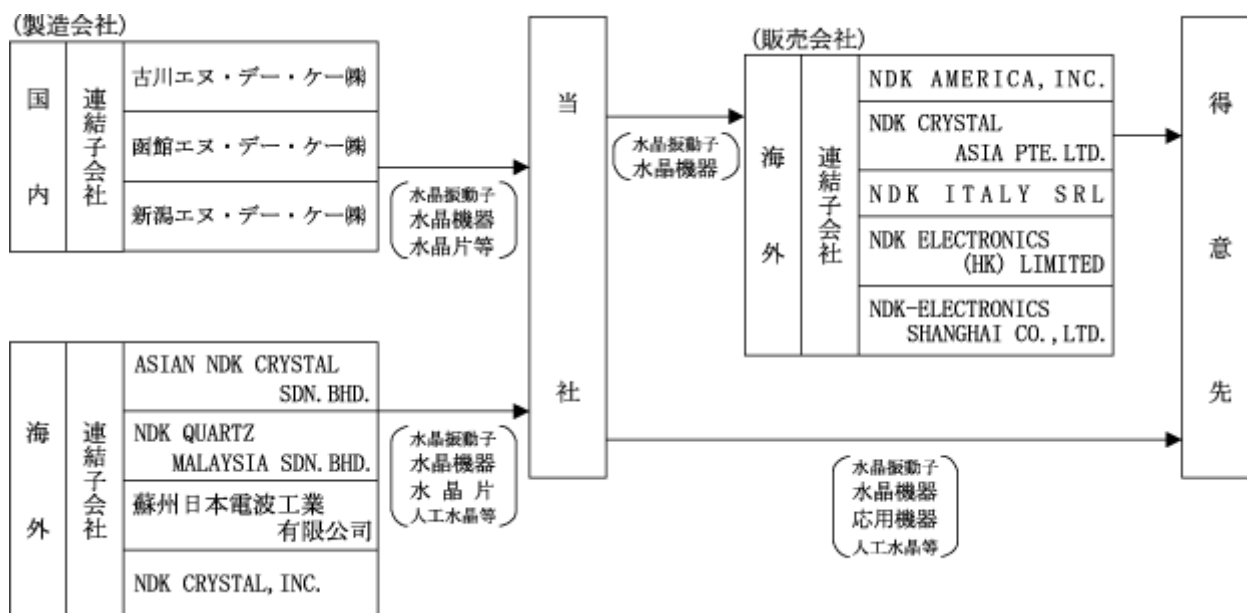 (製造会社)
国内
連結子会社
古川エヌ・デー・ケー㈱
函館エヌ・デー・ケー㈱
新潟エヌ・デー・ケー㈱
水晶振動子
水晶機器
水晶片等
海外
連結子会社
ASIAN NDK CRYSTAL
SDN.BHD.
NDK QUARTZ
MALAYSIA SDN.BHD.
蘇州日本電波工業
有限公司
NDK CRYSTAL,INC.
水晶振動子
水晶機器
水晶片
人工水晶等
当社
水晶振動子
水晶機器
(販売会社)
海外
連結子会社
NDK AMERICA,INC.
NDK CRYSTAL
ASIA PTE.LTD.
NDK ITALY SRL
NDK ELECTRONICS
(HK) LIMITED
NDK-ELECTRONICS
SHANGHAI CO.,LTD.
水晶振動子
水晶機器
応用機器
人工水晶等
得意先